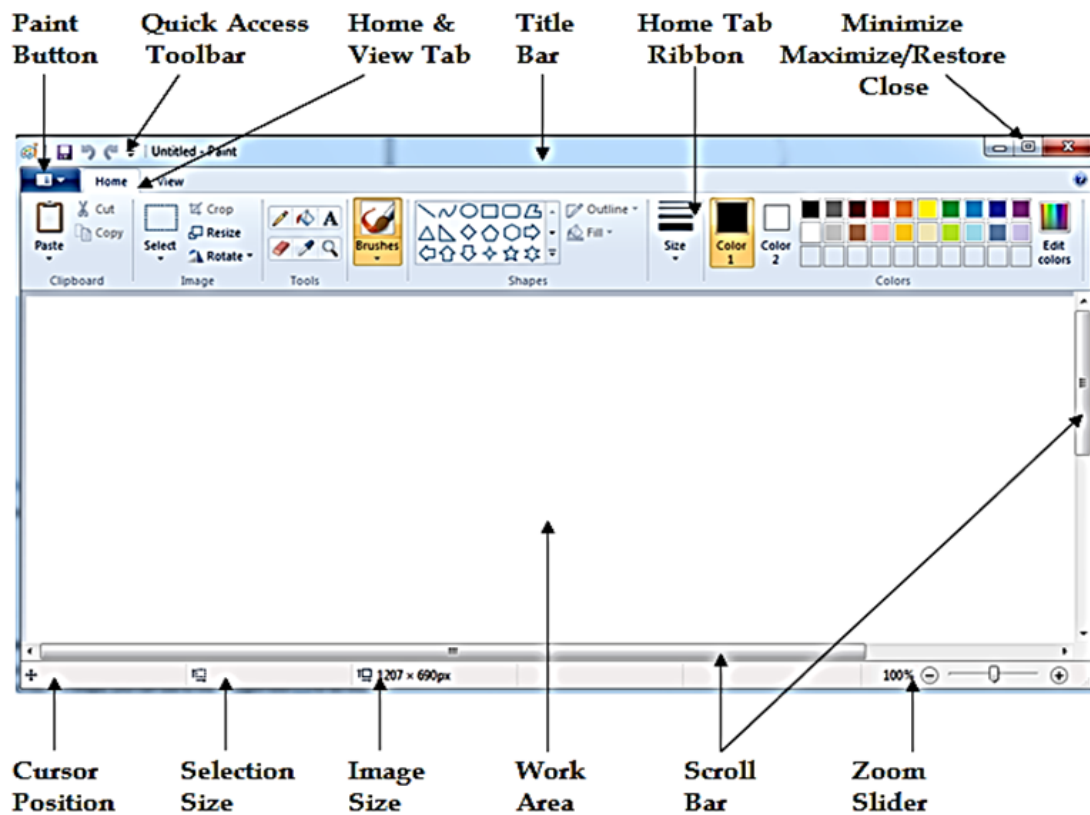 Paint Button
Quick Access Toolbar
Home & View Tab
Title Bar
Home Tab Ribbon
Minimize Maximize/Restore Close
Untitled - Paint
Home View
Paste
Cut
Copy
Clipboard
Select
Crop
Resize
Rotate
Image
A
Tools
Brushes
Shapes
Outline
Fill
Size
Color 1
Color 2
Edit colors
Colors
1207 × 690px
100%
Cursor Position
Selection Size
Image Size
Work Area
Scroll Bar
Zoom Slider